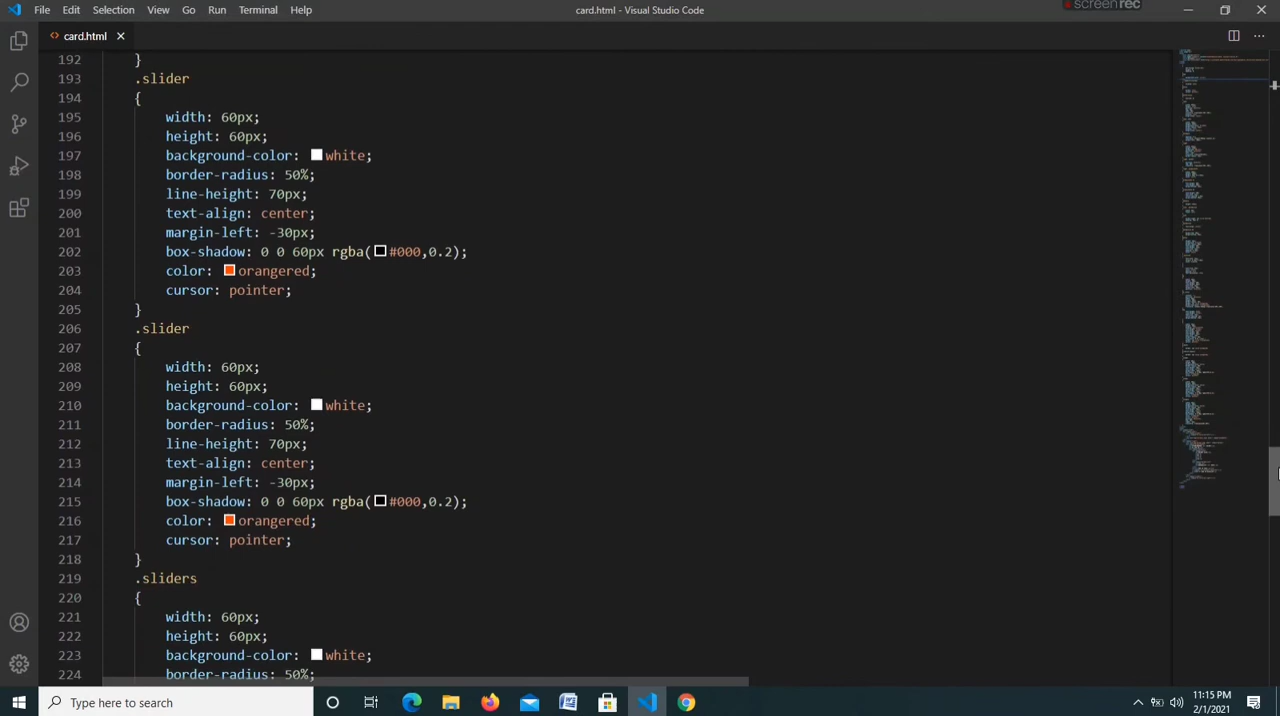 File Edit Selection View Go Run Terminal Help
card.html - Visual Studio Code
screenrec
card.html
192 }
193 .slider
194 {
195 width: 60px;
196 height: 60px;
197 background-color: white;
198 border-radius: 50%;
199 line-height: 70px;
200 text-align: center;
201 margin-left: -30px;
202 box-shadow: 0 0 60px rgba(#000,0.2);
203 color: orangered;
204 cursor: pointer;
205 }
206 .slider
207 {
208 width: 60px;
209 height: 60px;
210 background-color: white;
211 border-radius: 50%;
212 line-height: 70px;
213 text-align: center;
214 margin-left: -30px;
215 box-shadow: 0 0 60px rgba(#000,0.2);
216 color: orangered;
217 cursor: pointer;
218 }
219 .sliders
220 {
221 width: 60px;
222 height: 60px;
223 background-color: white;
224 border-radius: 50%;
Type here to search
11:15 PM
2/1/2021